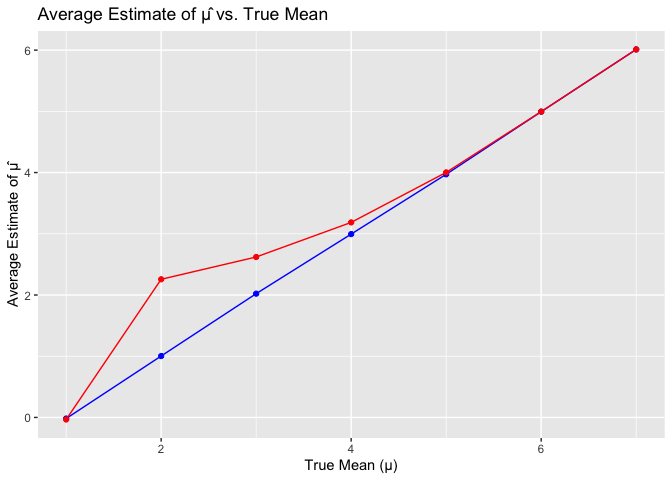 Average Estimate of μ̂ vs. True Mean
6
4
2
0
Average Estimate of μ̂
2
4
6
True Mean (μ)